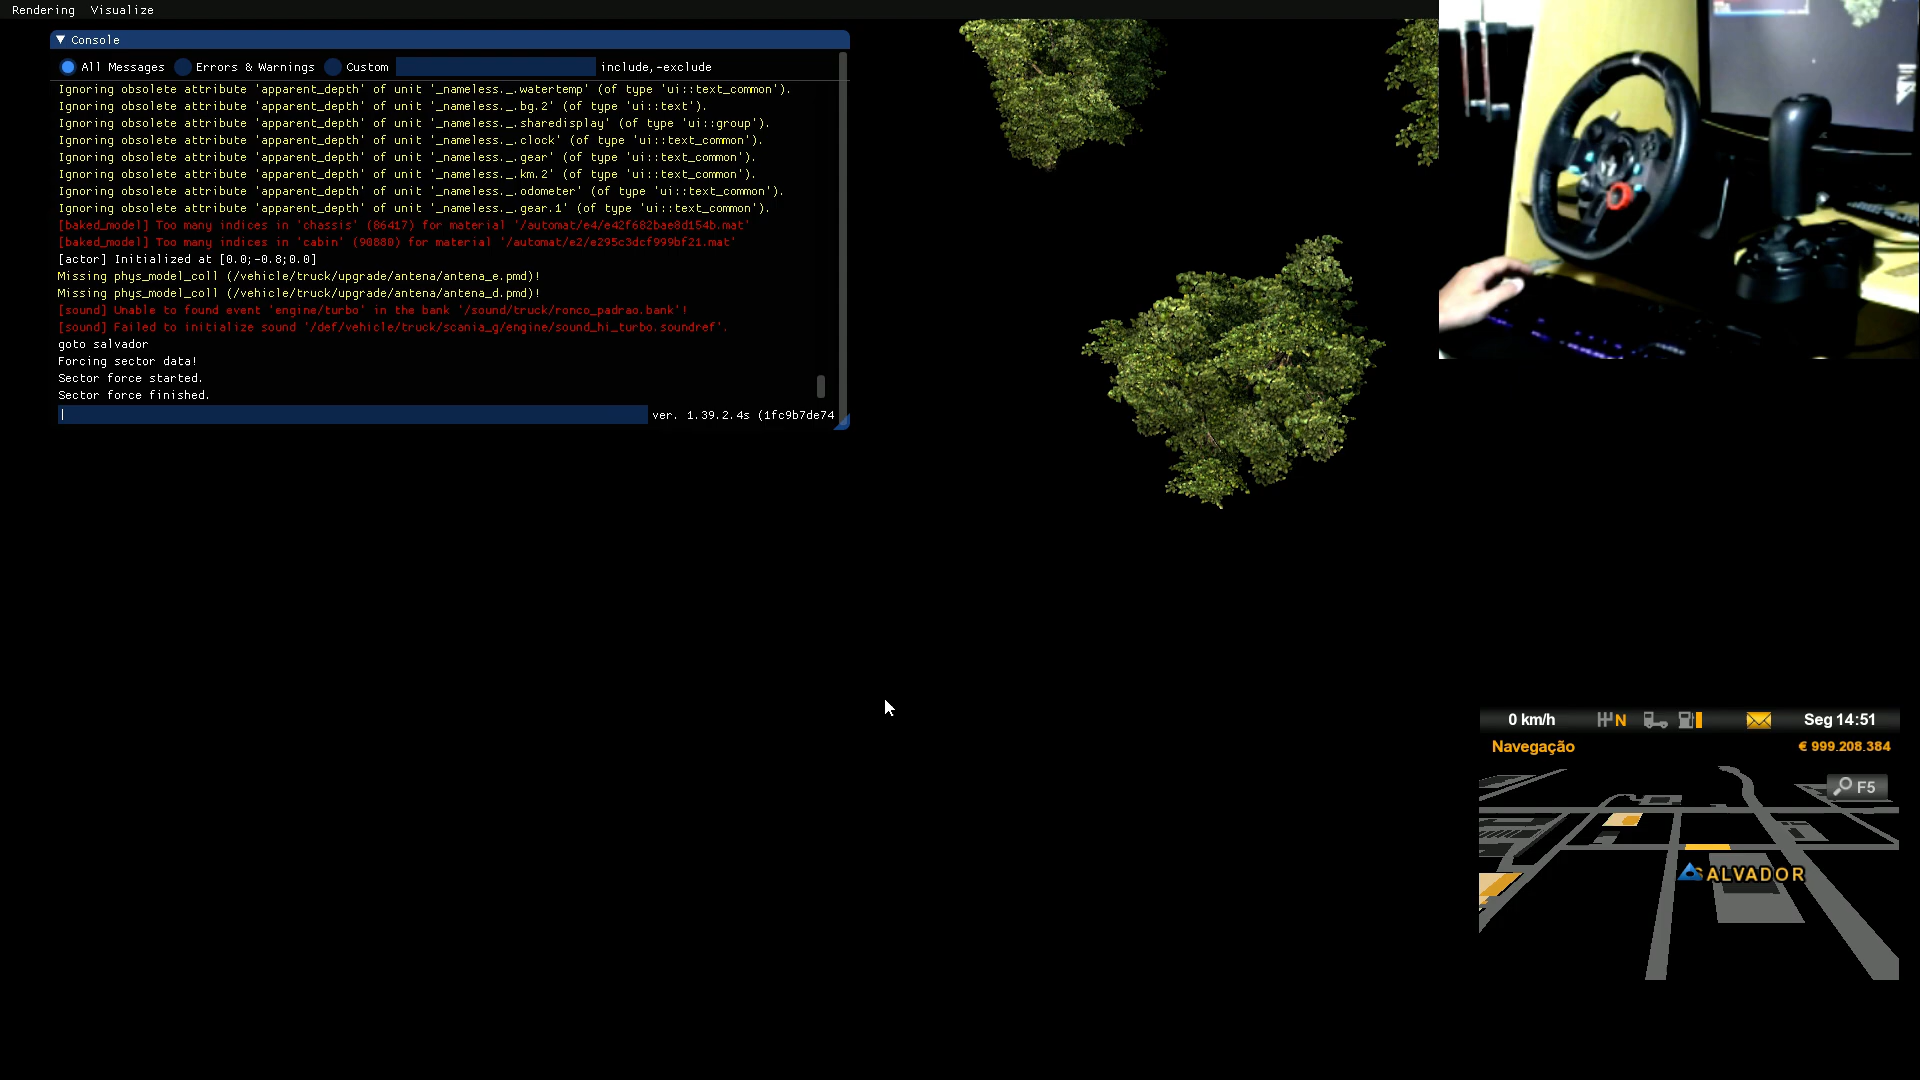 Rendering Visualize
▼ Console
All Messages Errors & Warnings Custom include,-exclude
Ignoring obsolete attribute 'apparent_depth' of unit '_nameless._.watertemp' (of type 'ui::text_common').
Ignoring obsolete attribute 'apparent_depth' of unit '_nameless._.bg.2' (of type 'ui::text').
Ignoring obsolete attribute 'apparent_depth' of unit '_nameless._.sharedisplay' (of type 'ui::group').
Ignoring obsolete attribute 'apparent_depth' of unit '_nameless._.clock' (of type 'ui::text_common').
Ignoring obsolete attribute 'apparent_depth' of unit '_nameless._.gear' (of type 'ui::text_common').
Ignoring obsolete attribute 'apparent_depth' of unit '_nameless._.km.2' (of type 'ui::text_common').
Ignoring obsolete attribute 'apparent_depth' of unit '_nameless._.odometer' (of type 'ui::text_common').
Ignoring obsolete attribute 'apparent_depth' of unit '_nameless._.gear.1' (of type 'ui::text_common').
[baked_model] Too many indices in 'chassis' (86417) for material '/automat/e4/e42f682bae8d154b.mat'
[baked_model] Too many indices in 'cabin' (90880) for material '/automat/e2/e295c3dcf999bf21.mat'
[actor] Initialized at [0.0;-0.8;0.0]
Missing phys_model_coll (/vehicle/truck/upgrade/antena/antena_e.pmd)!
Missing phys_model_coll (/vehicle/truck/upgrade/antena/antena_d.pmd)!
[sound] Unable to found event 'engine/turbo' in the bank '/sound/truck/ronco_padrao.bank'!
[sound] Failed to initialize sound '/def/vehicle/truck/scania_g/engine/sound_hi_turbo.soundref'.
goto salvador
Forcing sector data!
Sector force started.
Sector force finished.
ver. 1.39.2.4s (1fc9b7de74
0 km/h N Seg 14:51
Navegação € 999.208.384
F5
SALVADOR